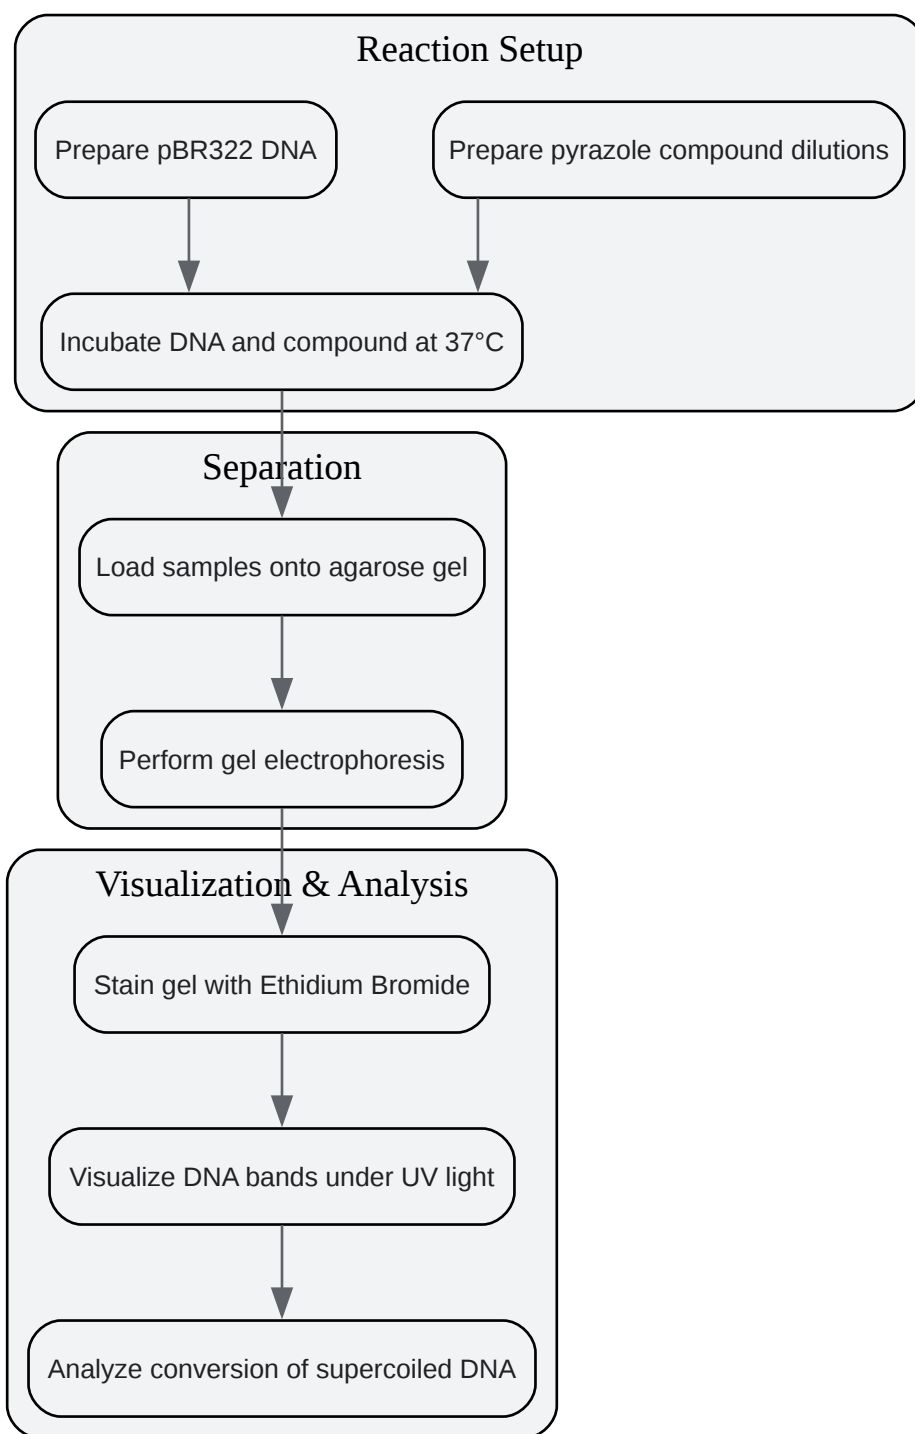 Reaction Setup
Prepare pBR322 DNA
Prepare pyrazole compound dilutions
Incubate DNA and compound at 37°C
Separation
Load samples onto agarose gel
Perform gel electrophoresis
Visualization & Analysis
Stain gel with Ethidium Bromide
Visualize DNA bands under UV light
Analyze conversion of supercoiled DNA